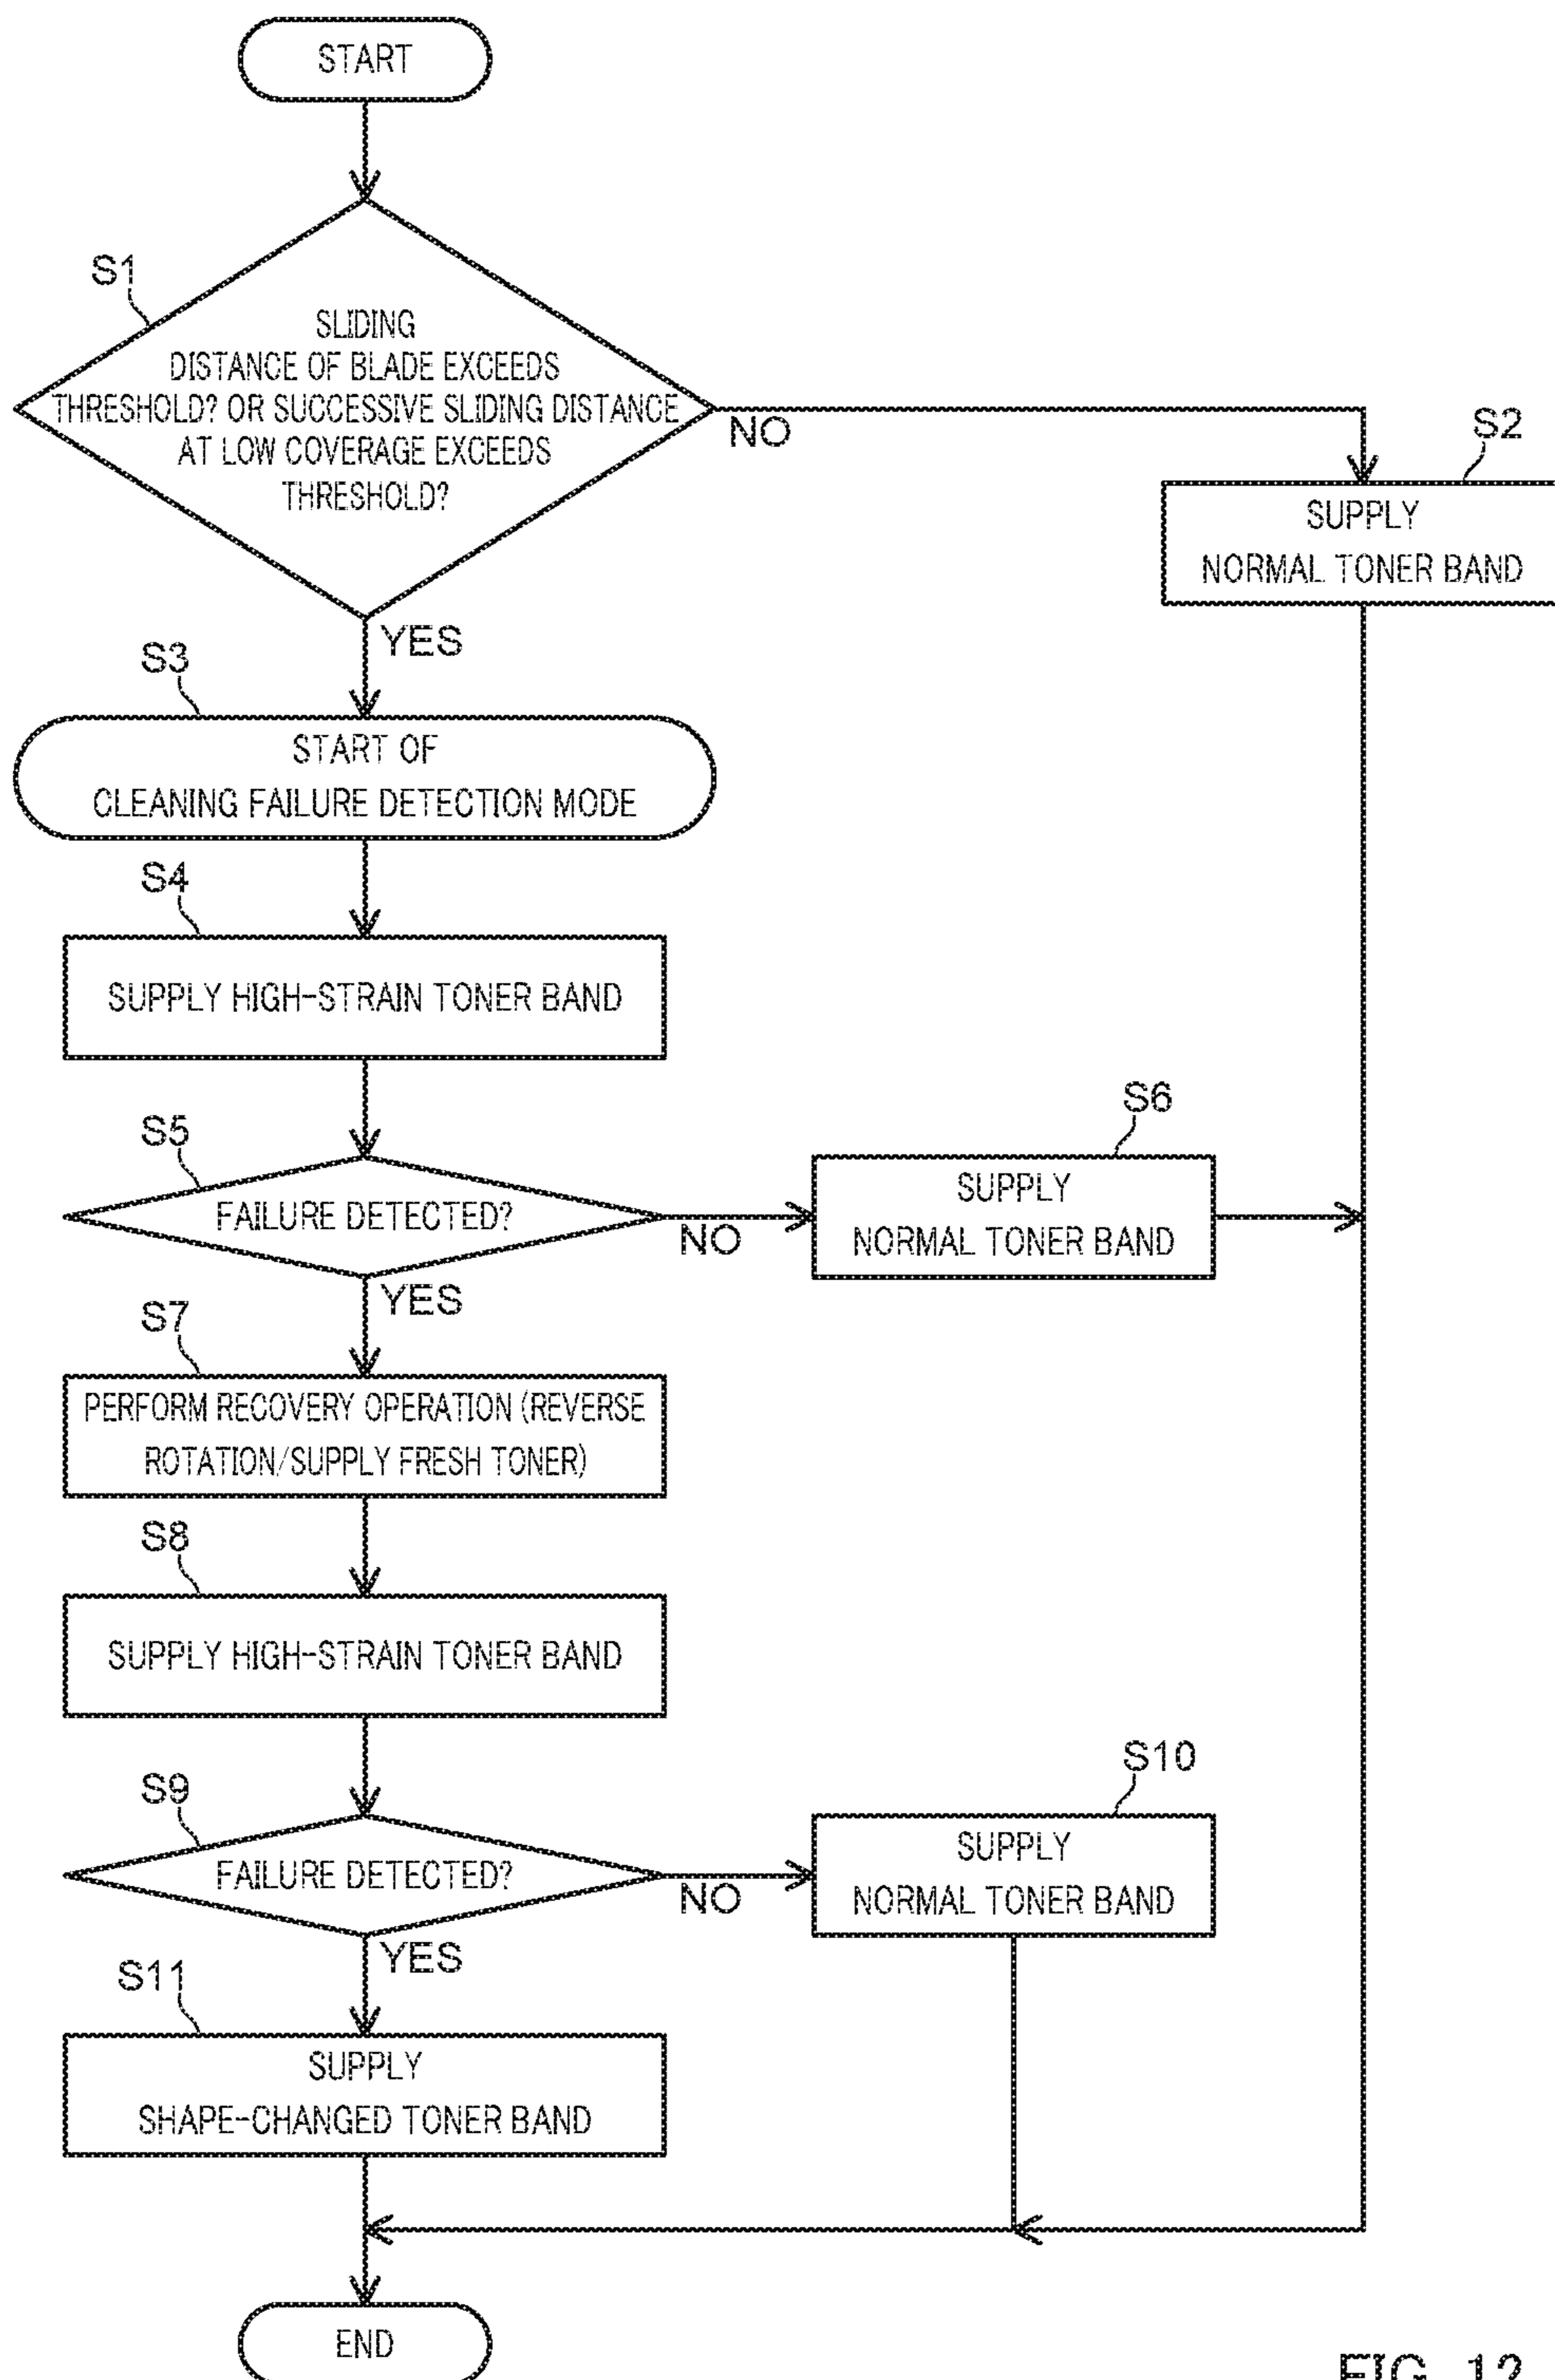 START
S1
SLIDING
DISTANCE OF BLADE EXCEEDS
THRESHOLD? OR SUCCESSIVE SLIDING DISTANCE
AT LOW COVERAGE EXCEEDS
THRESHOLD?
NO
S2
SUPPLY
NORMAL TONER BAND
YES
S3
START OF
CLEANING FAILURE DETECTION MODE
S4
SUPPLY HIGH-STRAIN TONER BAND
S5
FAILURE DETECTED?
NO
S6
SUPPLY
NORMAL TONER BAND
YES
S7
PERFORM RECOVERY OPERATION (REVERSE
ROTATION/SUPPLY FRESH TONER)
S8
SUPPLY HIGH-STRAIN TONER BAND
S9
FAILURE DETECTED?
NO
S10
SUPPLY
NORMAL TONER BAND
YES
S11
SUPPLY
SHAPE-CHANGED TONER BAND
END
FIG. 12